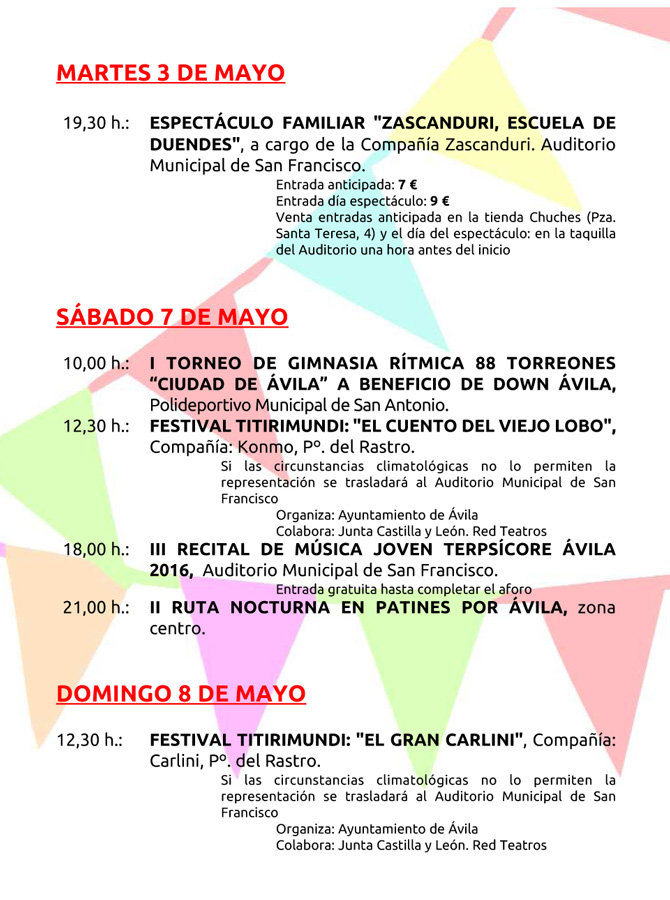 MARTES 3 DE MAYO
19,30 h.: ESPECTÁCULO FAMILIAR "ZASCANDURI, ESCUELA DE
DUENDES", a cargo de la Compañía Zascanduri. Auditorio
Municipal de San Francisco.
Entrada anticipada: 7 €
Entrada día espectáculo: 9 €
Venta entradas anticipada en la tienda Chuches (Pza.
Santa Teresa, 4) y el día del espectáculo: en la taquilla
del Auditorio una hora antes del inicio
SÁBADO 7 DE MAYO
10,00 h.: I TORNEO DE GIMNASIA RÍTMICA 88 TORREONES
“CIUDAD DE ÁVILA” A BENEFICIO DE DOWN ÁVILA,
Polideportivo Municipal de San Antonio.
12,30 h.: FESTIVAL TITIRIMUNDI: "EL CUENTO DEL VIEJO LOBO",
Compañía: Konmo, Pº. del Rastro.
Si las circunstancias climatológicas no lo permiten la
representación se trasladará al Auditorio Municipal de San
Francisco
Organiza: Ayuntamiento de Ávila
Colabora: Junta Castilla y León. Red Teatros
18,00 h.: III RECITAL DE MÚSICA JOVEN TERPSÍCORE ÁVILA
2016, Auditorio Municipal de San Francisco.
Entrada gratuita hasta completar el aforo
21,00 h.: II RUTA NOCTURNA EN PATINES POR ÁVILA, zona
centro.
DOMINGO 8 DE MAYO
12,30 h.: FESTIVAL TITIRIMUNDI: "EL GRAN CARLINI", Compañía:
Carlini, Pº. del Rastro.
Si las circunstancias climatológicas no lo permiten la
representación se trasladará al Auditorio Municipal de San
Francisco
Organiza: Ayuntamiento de Ávila
Colabora: Junta Castilla y León. Red Teatros